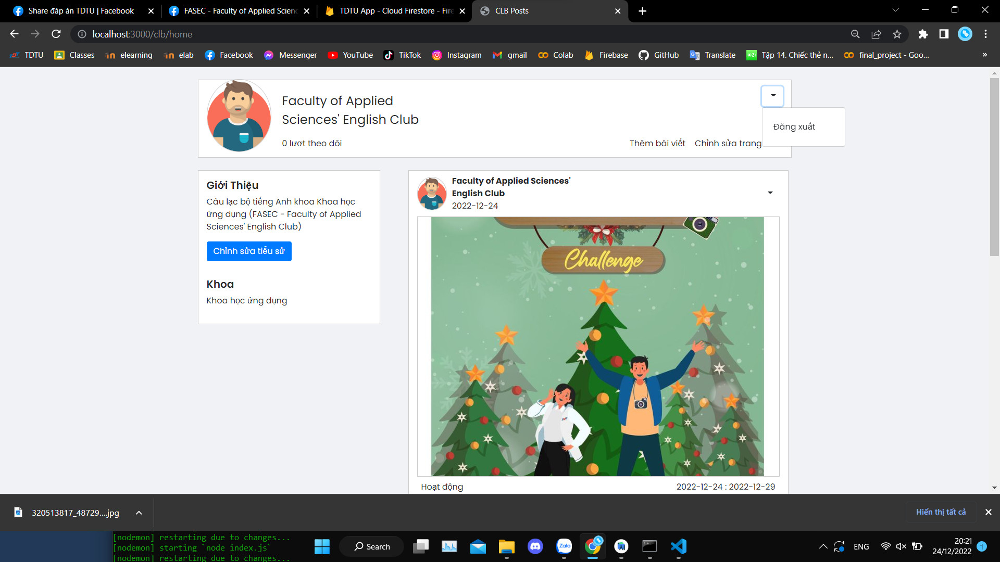 Share đáp án TDTU | Facebook
FASEC - Faculty of Applied Scienc
TDTU App - Cloud Firestore - Fire
CLB Posts
localhost:3000/clb/home
TDTU
Classes
elearning
elab
Facebook
Messenger
YouTube
TikTok
Instagram
gmail
Colab
Firebase
GitHub
Translate
Tập 14. Chiếc thẻ n...
final_project - Goo...
»
Faculty of Applied
Sciences' English Club
0 lượt theo dõi
Thêm bài viết
Chỉnh sửa trang
Đăng xuất
Giới Thiệu
Câu lạc bộ tiếng Anh khoa Khoa học
ứng dụng (FASEC - Faculty of Applied
Sciences' English Club)
Chỉnh sửa tiểu sử
Khoa
Khoa học ứng dụng
Faculty of Applied Sciences'
English Club
2022-12-24
Challenge
Hoạt động
2022-12-24 : 2022-12-29
320513817_48729....jpg
Hiển thị tất cả
[nodemon] restarting due to changes...
[nodemon] starting `node index.js`
[nodemon] restarting due to changes...
Search
Zalo
ENG
20:21
24/12/2022
1